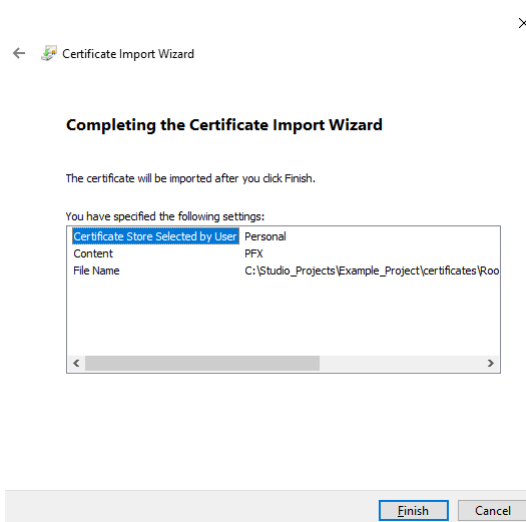 Certificate Import Wizard
Completing the Certificate Import Wizard
The certificate will be imported after you click Finish.
You have specified the following settings:
Certificate Store Selected by User Personal
Content PFX
File Name C:\Studio_Projects\Example_Project\certificates\Roo
Finish Cancel